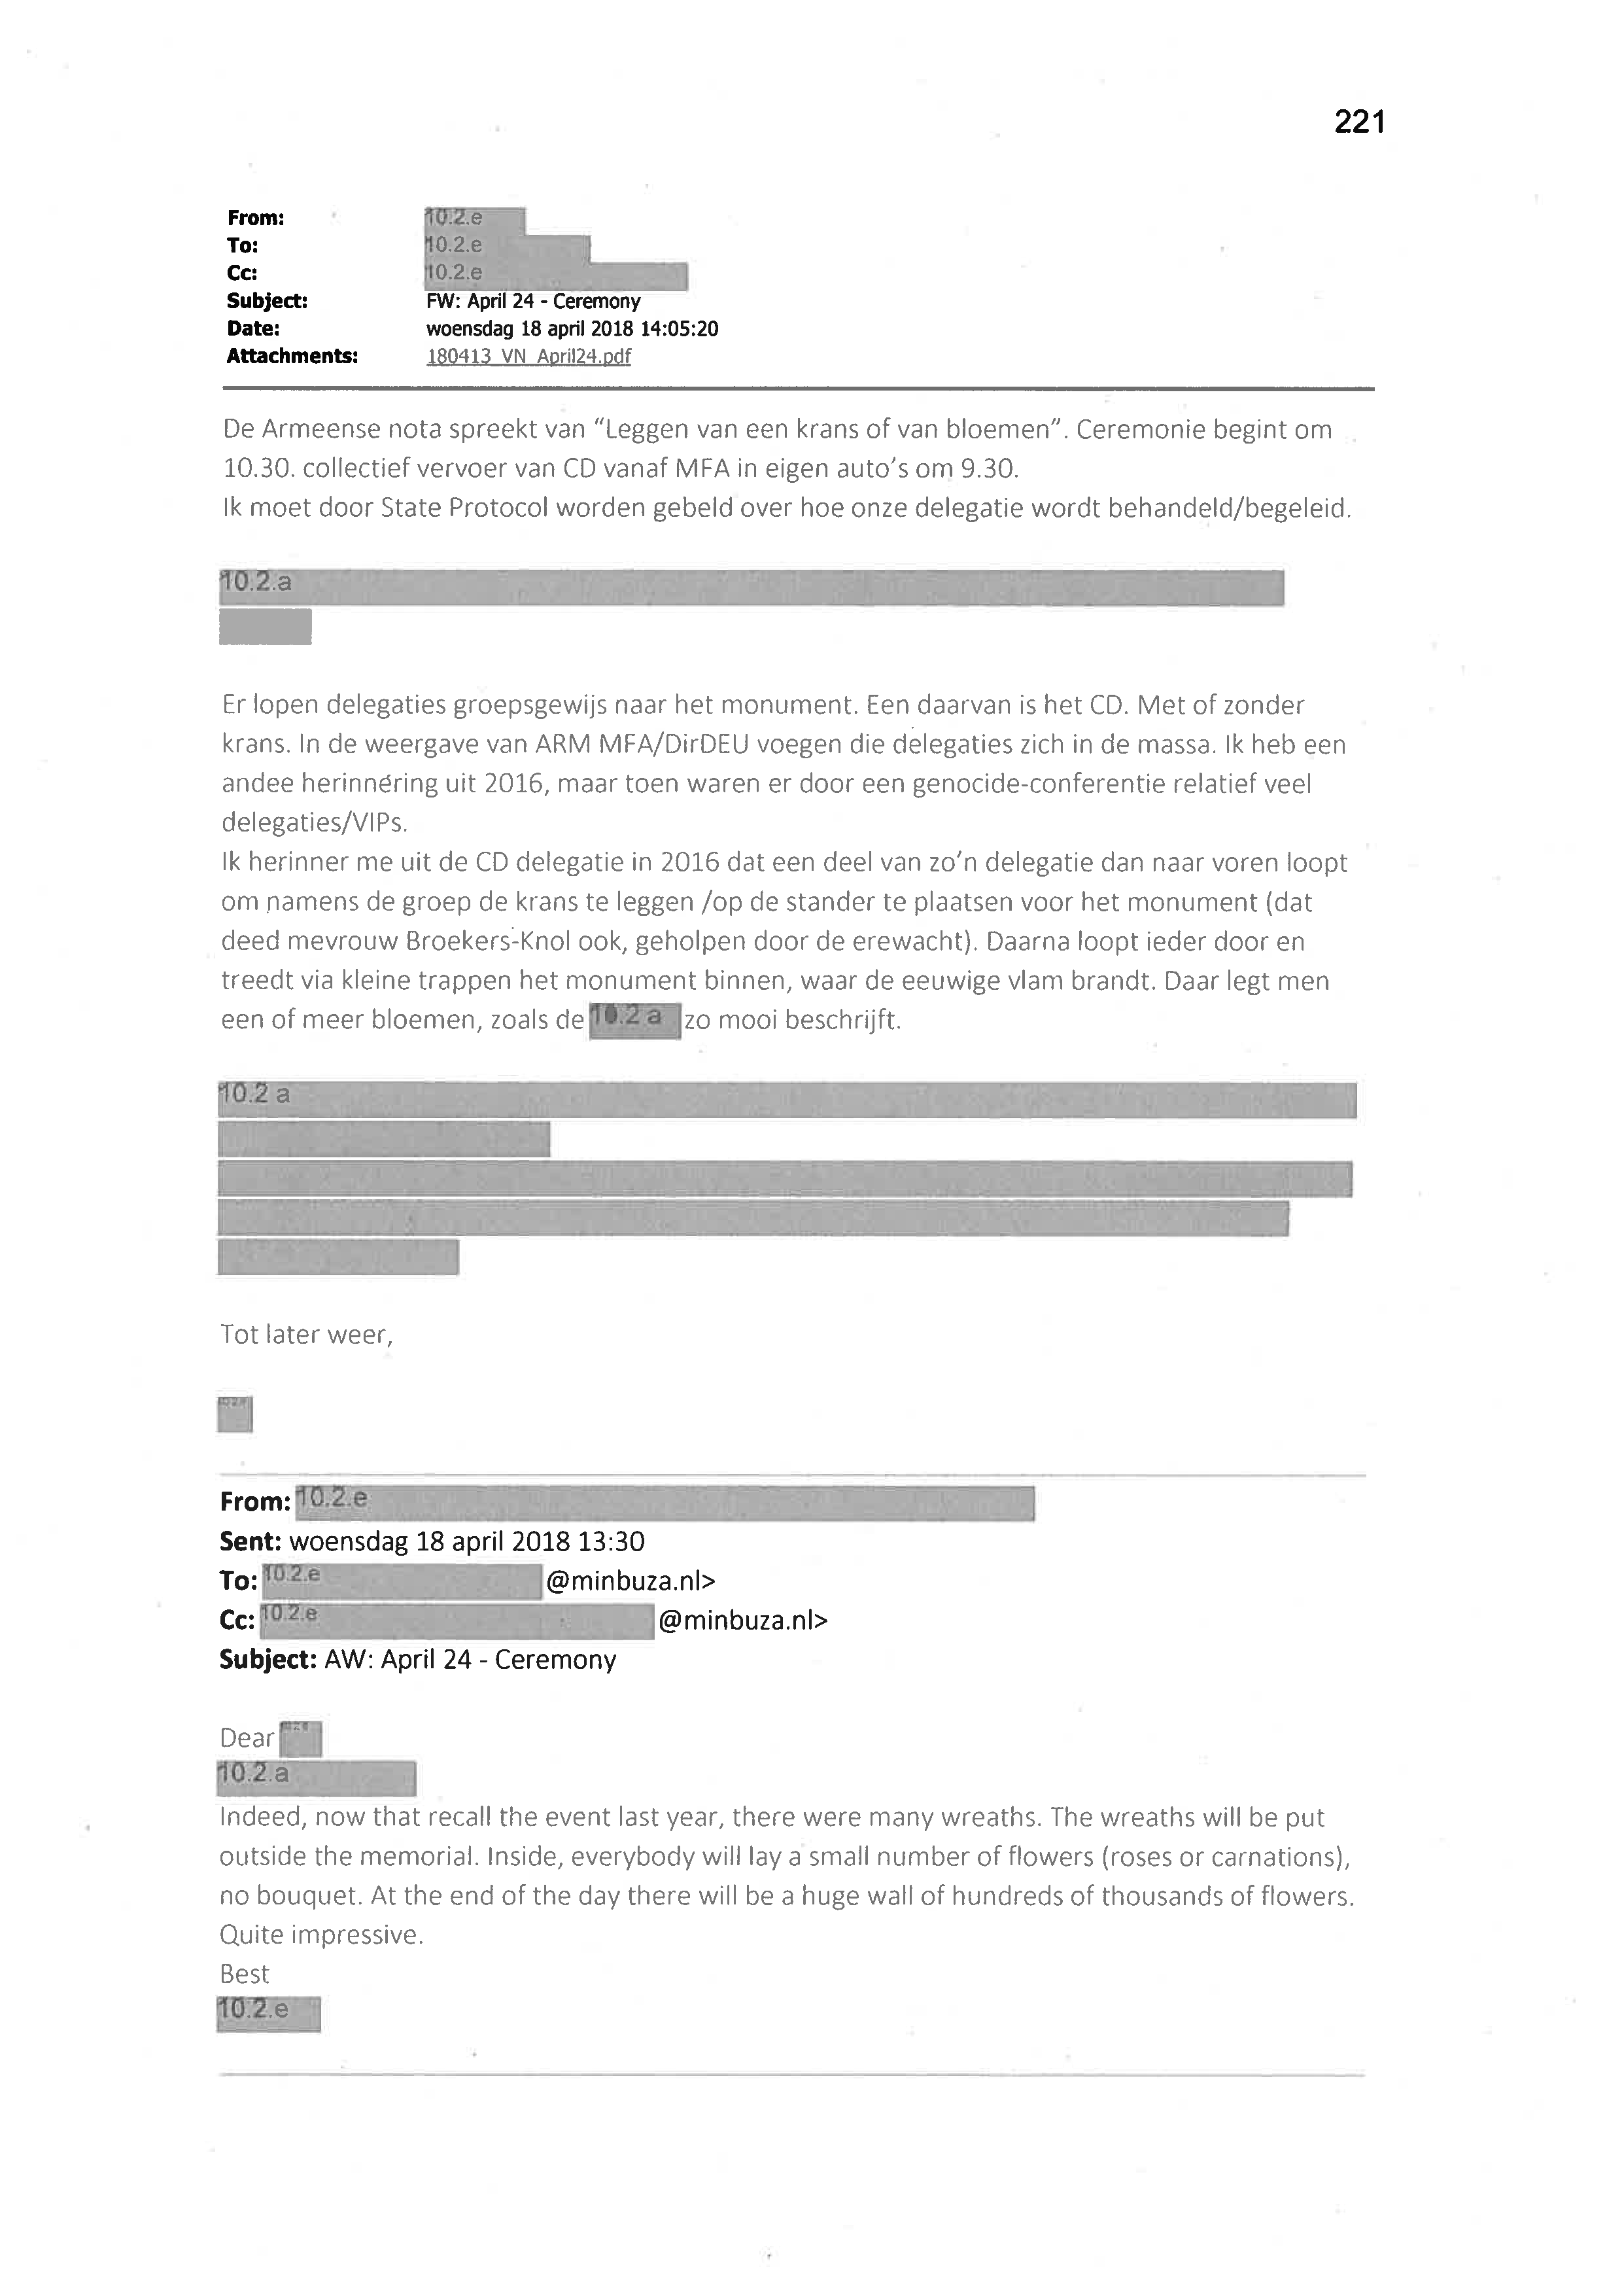 221
From: 10.2.e
To: 10.2.e
Cc: 10.2.e
Subject: FW: April 24 - Ceremony
Date: woensdag 18 april 2018 14:05:20
Attachments: 180413_VN_April24.pdf
De Armeense nota spreekt van “Leggen van een krans of van bloemen”. Ceremonie begint om
10.30. collectief vervoer van CD vanaf MFA in eigen auto's om 9.30.
Ik moet door State Protocol worden gebeld over hoe onze delegatie wordt behandeld/begeleid.
10.2.a
Er lopen delegaties groepsgewijs naar het monument. Een daarvan is het CD. Met of zonder
krans. In de weergave van ARM MFA/DirDEU voegen die delegaties zich in de massa. Ik heb een
andee herinnering uit 2016, maar toen waren er door een genocide-conferentie relatief veel
delegaties/VIPs.
Ik herinner me uit de CD delegatie in 2016 dat een deel van zo'n delegatie dan naar voren loopt
om namens de groep de krans te leggen /op de stander te plaatsen voor het monument (dat
deed mevrouw Broekers-Knol ook, geholpen door de erewacht). Daarna loopt ieder door en
treedt via kleine trappen het monument binnen, waar de eeuwige vlam brandt. Daar legt men
een of meer bloemen, zoals de 10.2 a zo mooi beschrijft.
10.2 a
Tot later weer,
From: 10.2.e
Sent: woensdag 18 april 2018 13:30
To: 10.2.e @minbuza.nl>
Cc: 10.2.e @minbuza.nl>
Subject: AW: April 24 - Ceremony
Dear
10.2.a
Indeed, now that recall the event last year, there were many wreaths. The wreaths will be put
outside the memorial. Inside, everybody will lay a small number of flowers (roses or carnations),
no bouquet. At the end of the day there will be a huge wall of hundreds of thousands of flowers.
Quite impressive.
Best
10.2.e